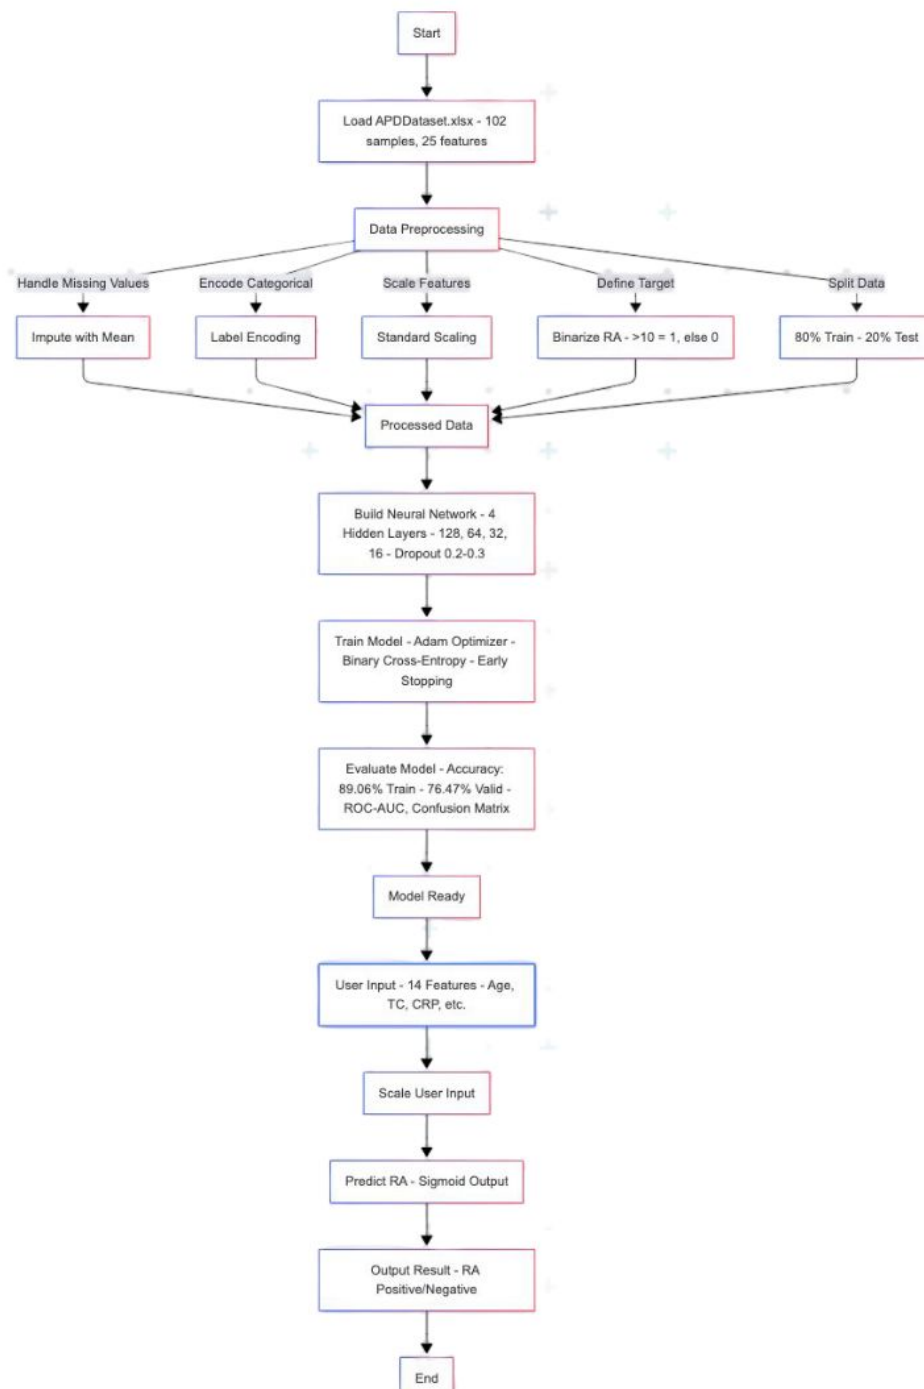 Start
Load APDDataset.xlsx - 102
samples, 25 features
Data Preprocessing
Handle Missing Values
Encode Categorical
Scale Features
Define Target
Split Data
Impute with Mean
Label Encoding
Standard Scaling
Binarize RA - >10 = 1, else 0
80% Train - 20% Test
Processed Data
Build Neural Network - 4
Hidden Layers - 128, 64, 32,
16 - Dropout 0.2-0.3
Train Model - Adam Optimizer -
Binary Cross-Entropy - Early
Stopping
Evaluate Model - Accuracy:
89.06% Train - 76.47% Valid -
ROC-AUC, Confusion Matrix
Model Ready
User Input - 14 Features - Age,
TC, CRP, etc.
Scale User Input
Predict RA - Sigmoid Output
Output Result - RA
Positive/Negative
End